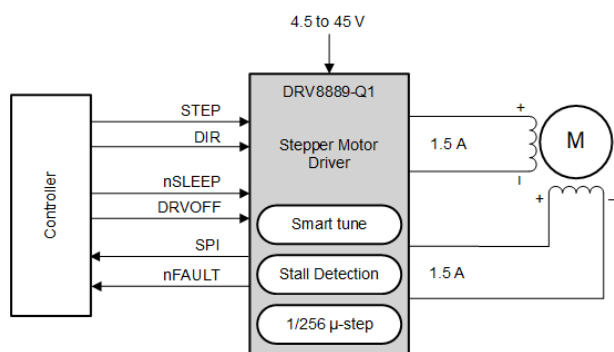 4.5 to 45 V
DRV8889-Q1
Stepper Motor
Driver
Controller
STEP
DIR
nSLEEP
DRVOFF
SPI
nFAULT
Smart tune
Stall Detection
1/256 µ-step
1.5 A
1.5 A
+
–
M
+
–